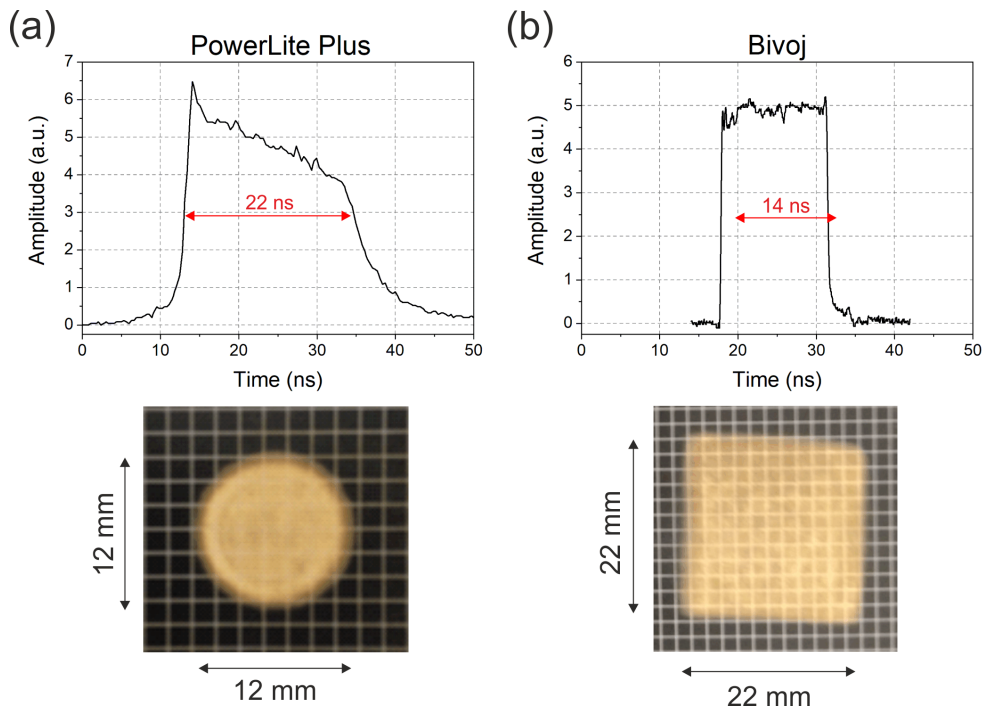 (a)
PowerLite Plus
7
6
5
4
3
2
1
0
Amplitude (a.u.)
22 ns
0 10 20 30 40 50
Time (ns)
12 mm
12 mm
(b)
Bivoj
6
5
4
3
2
1
0
Amplitude (a.u.)
14 ns
0 10 20 30 40 50
Time (ns)
22 mm
22 mm